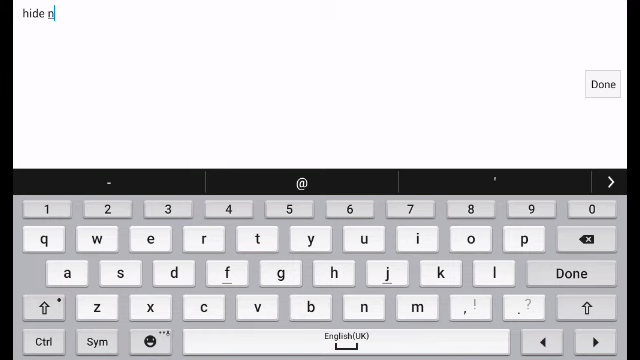 hide n
Done
- @ '
1 2 3 4 5 6 7 8 9 0
q w e r t y u i o p
a s d f g h j k l Done
z x c v b n m , ! . ?
Ctrl Sym English(UK)